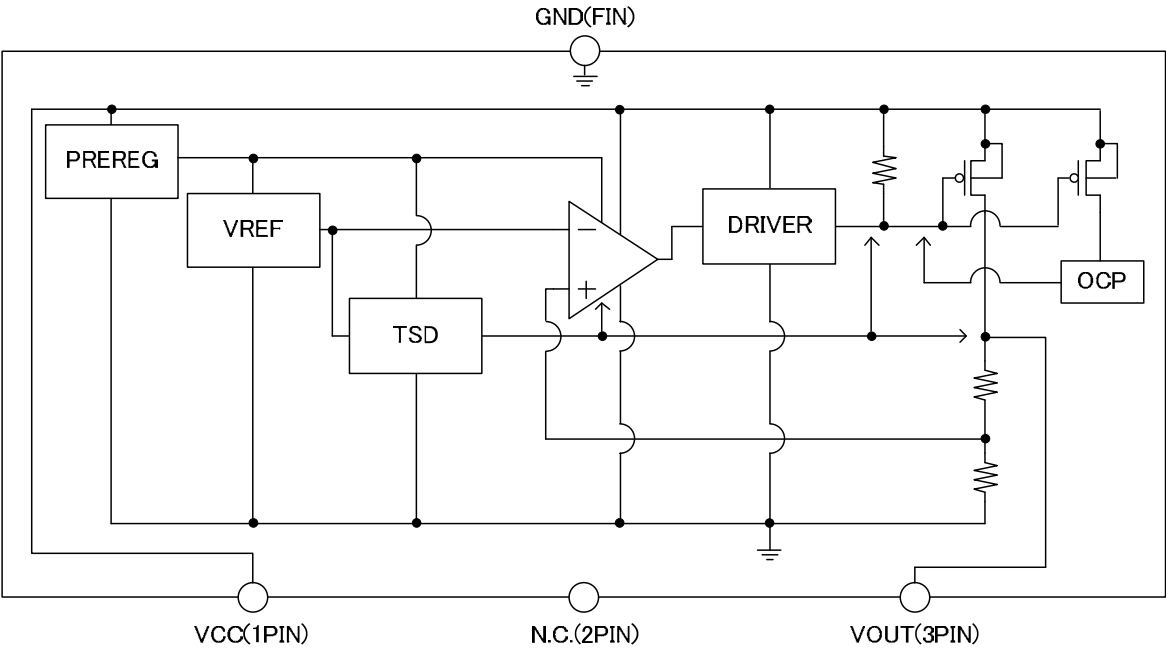 GND(FIN)
PREREG
VREF
TSD
−
+
DRIVER
OCP
VCC(1PIN)
N.C.(2PIN)
VOUT(3PIN)